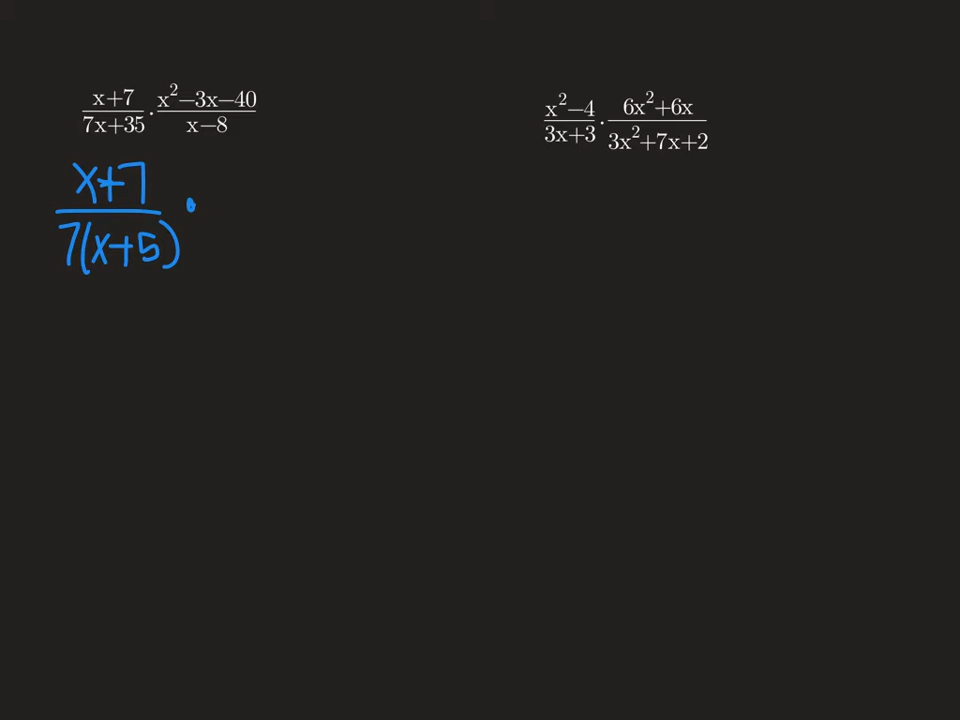 x+7/7x+35 · x²−3x−40/x−8
x+7/7(x+5) ·
x²−4/3x+3 · 6x²+6x/3x²+7x+2